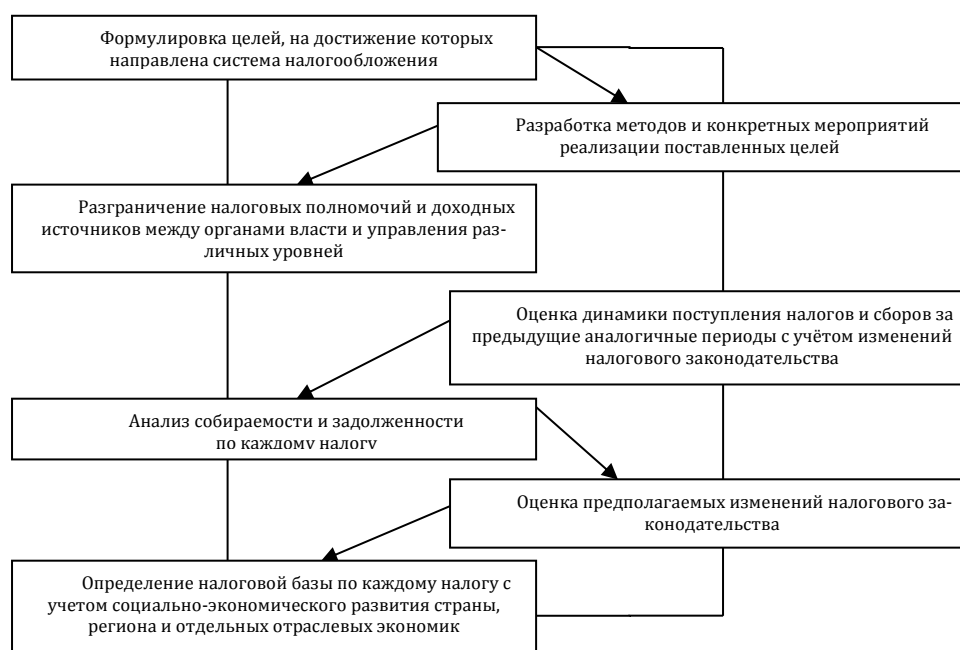 Формулировка целей, на достижение которых
направлена система налогообложения
Разработка методов и конкретных мероприятий
реализации поставленных целей
Разграничение налоговых полномочий и доходных
источников между органами власти и управления раз-
личных уровней
Оценка динамики поступления налогов и сборов за
предыдущие аналогичные периоды с учётом изменений
налогового законодательства
Анализ собираемости и задолженности
по каждому налогу
Оценка предполагаемых изменений налогового за-
конодательства
Определение налоговой базы по каждому налогу с
учетом социально-экономического развития страны,
региона и отдельных отраслевых экономик